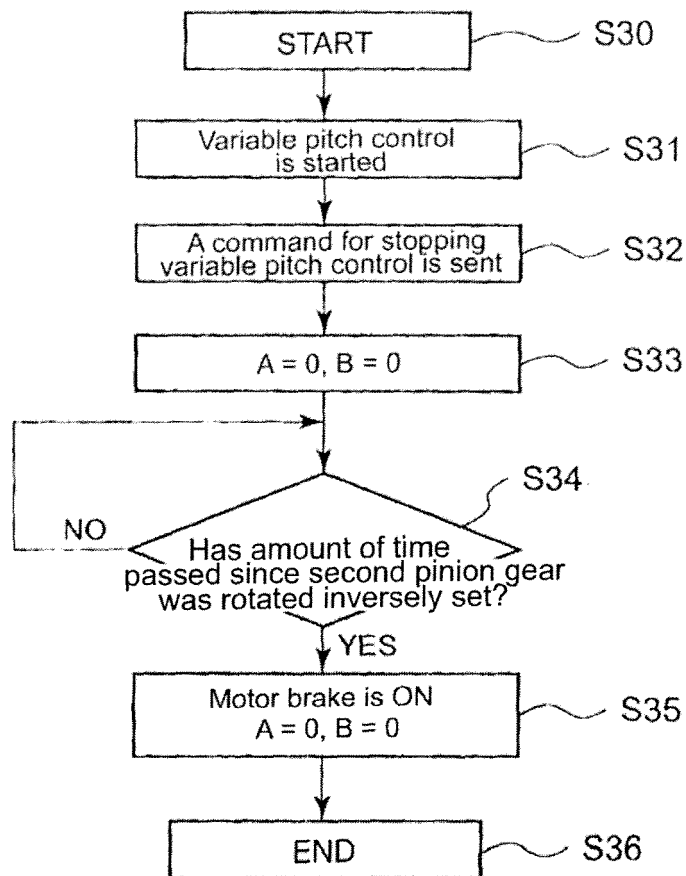 START
S30
Variable pitch control
is started
S31
A command for stopping
variable pitch control is sent
S32
A = 0, B = 0
S33
S34
NO
Has amount of time
passed since second pinion gear
was rotated inversely set?
YES
Motor brake is ON
A = 0, B = 0
S35
END
S36